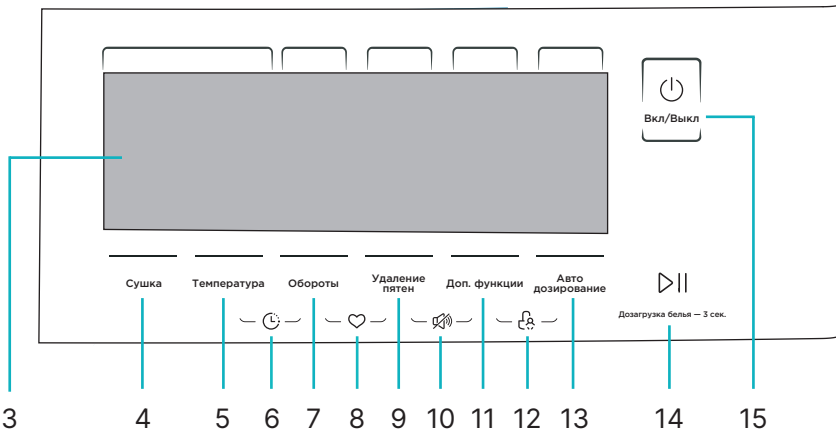 Вкл/Выкл
Сушка
Температура
Обороты
Удаление
пятен
Доп. функции
Авто
дозирование
Дозагрузка белья — 3 сек.
3 4 5 6 7 8 9 10 11 12 13 14 15